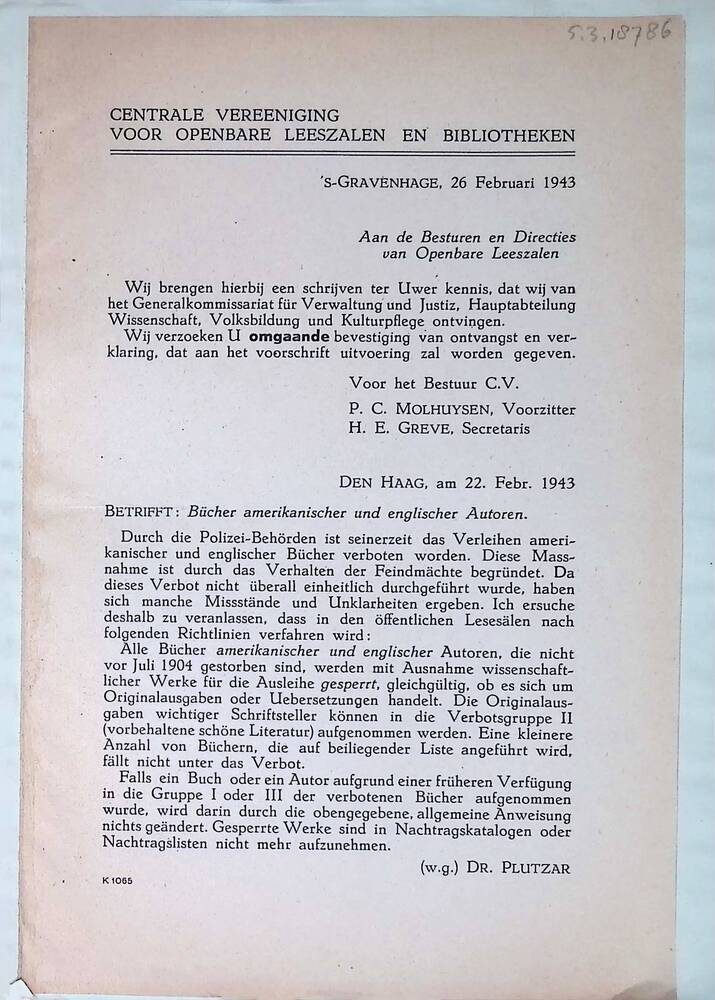 5.3.18786
CENTRALE VEREENIGING
VOOR OPENBARE LEESZALEN EN BIBLIOTHEKEN
'S-GRAVENHAGE, 26 Februari 1943
Aan de Besturen en Directies
van Openbare Leeszalen
Wij brengen hierbij een schrijven ter Uwer kennis, dat wij van
het Generalkommissariat für Verwaltung und Justiz, Hauptabteilung
Wissenschaft, Volksbildung und Kulturpflege ontvingen.
Wij verzoeken U omgaande bevestiging van ontvangst en ver-
klaring, dat aan het voorschrift uitvoering zal worden gegeven.
Voor het Bestuur C.V.
P. C. MOLHUYSEN, Voorzitter
H. E. GREVE, Secretaris
DEN HAAG, am 22. Febr. 1943
BETRIFFT: Bücher amerikanischer und englischer Autoren.
Durch die Polizei-Behörden ist seinerzeit das Verleihen ameri-
kanischer und englischer Bücher verboten worden. Diese Mass-
nahme ist durch das Verhalten der Feindmächte begründet. Da
dieses Verbot nicht überall einheitlich durchgeführt wurde, haben
sich manche Missstände und Unklarheiten ergeben. Ich ersuche
deshalb zu veranlassen, dass in den öffentlichen Lesesälen nach
folgenden Richtlinien verfahren wird:
Alle Bücher amerikanischer und englischer Autoren, die nicht
vor Juli 1904 gestorben sind, werden mit Ausnahme wissenschaft-
licher Werke für die Ausleihe gesperrt, gleichgültig, ob es sich um
Originalausgaben oder Uebersetzungen handelt. Die Originalaus-
gaben wichtiger Schriftsteller können in die Verbotsgruppe II
(vorbehaltene schöne Literatur) aufgenommen werden. Eine kleinere
Anzahl von Büchern, die auf beiliegender Liste angeführt wird,
fällt nicht unter das Verbot.
Falls ein Buch oder ein Autor aufgrund einer früheren Verfügung
in die Gruppe I oder III der verbotenen Bücher aufgenommen
wurde, wird darin durch die obengegebene, allgemeine Anweisung
nichts geändert. Gesperrte Werke sind in Nachtragskatalogen oder
Nachtragslisten nicht mehr aufzunehmen.
(w.g.) DR. PLUTZAR
K 1065